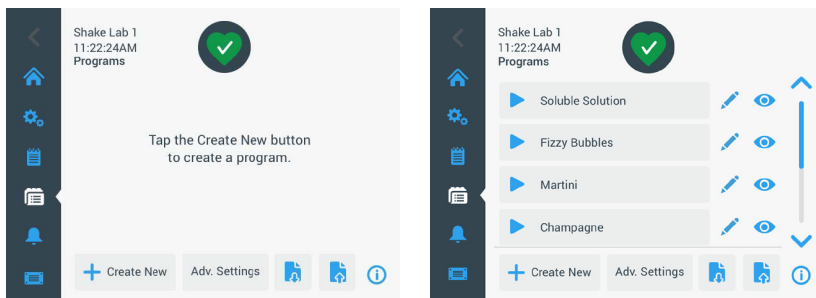 Shake Lab 1
11:22:24AM
Programs
Tap the Create New button
to create a program.
Create New
Adv. Settings
Shake Lab 1
11:22:24AM
Programs
Soluble Solution
Fizzy Bubbles
Martini
Champagne
Create New
Adv. Settings